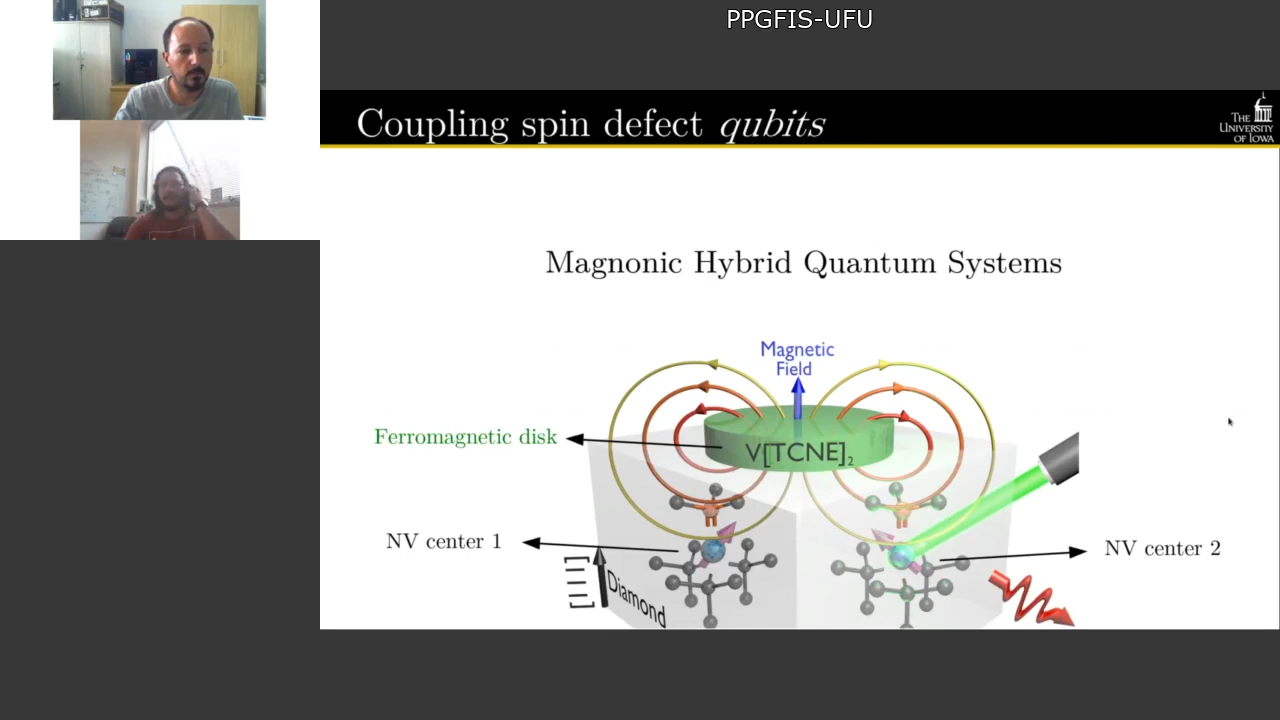 PPGFIS-UFU
Coupling spin defect qubits
THE
UNIVERSITY
OF IOWA
Magnonic Hybrid Quantum Systems
Magnetic
Field
Ferromagnetic disk
V[TCNE]₂
NV center 1
NV center 2
[111]
Diamond